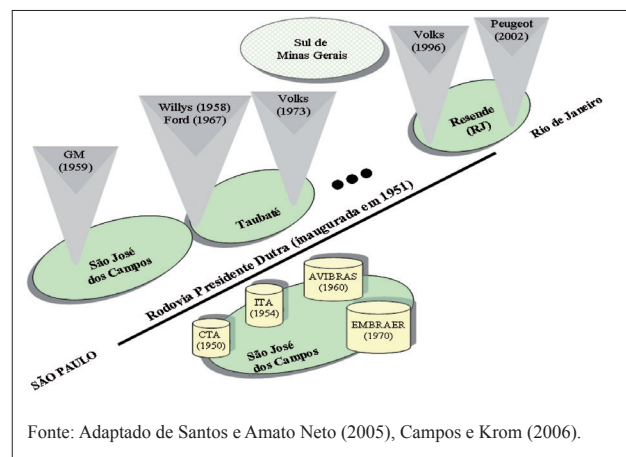 Sul de
Minas Gerais
Volks
(1996)
Peugeot
(2002)
Willys (1958)
Ford (1967)
Volks
(1973)
Resende
(RJ)
Rio de Janeiro
GM
(1959)
Taubaté
São José
dos Campos
Rodovia Presidente Dutra (inaugurada em 1951)
AVIBRAS
(1960)
ITA
(1954)
EMBRAER
(1970)
CTA
(1950)
São José
dos Campos
SÃO PAULO
Fonte: Adaptado de Santos e Amato Neto (2005), Campos e Krom (2006).